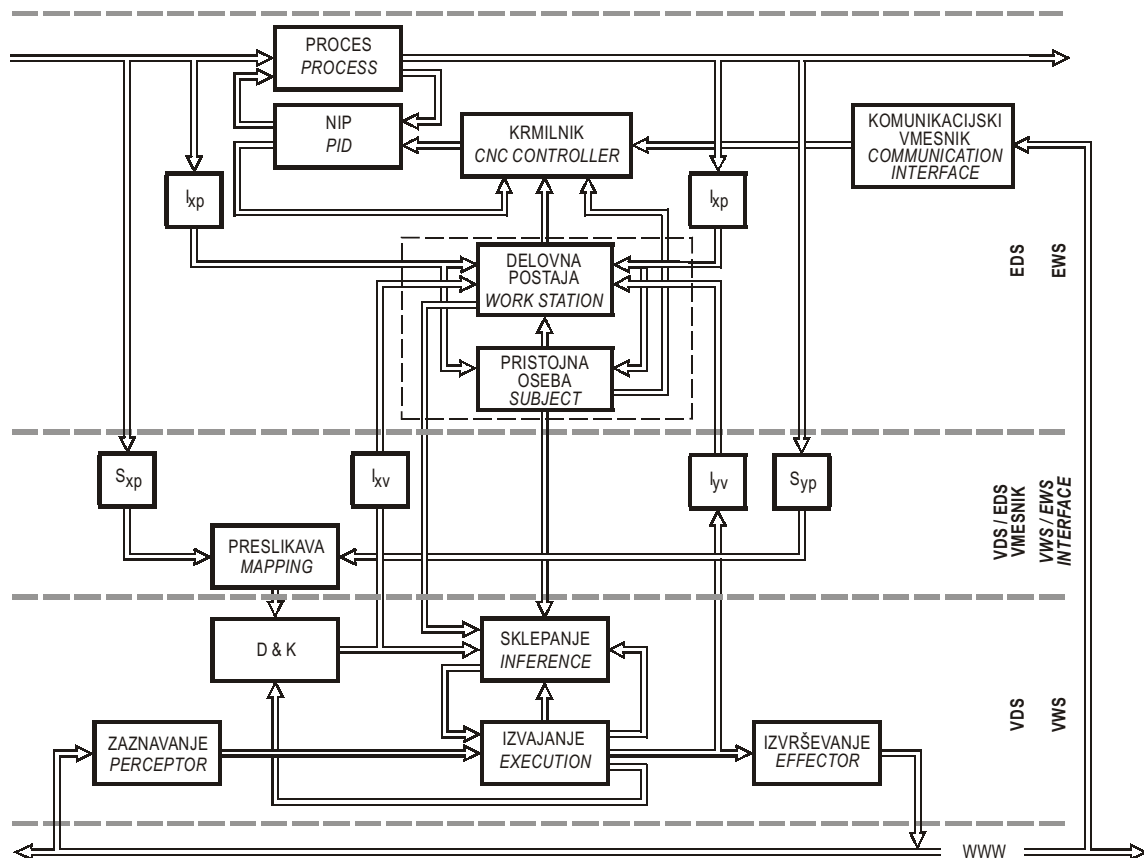 PROCES
PROCESS
NIP
PID
KRMILNIK
CNC CONTROLLER
KOMUNIKACIJSKI
VMESNIK
COMMUNICATION
INTERFACE
Ixp
Ixp
DELOVNA
POSTAJA
WORK STATION
EDS
EWS
PRISTOJNA
OSEBA
SUBJECT
Sxp
Ixv
Iyv
Syp
VDS / EDS
VMESNIK
VWS / EWS
INTERFACE
PRESLIKAVA
MAPPING
D & K
SKLEPANJE
INFERENCE
VDS
VWS
ZAZNAVANJE
PERCEPTOR
IZVAJANJE
EXECUTION
IZVRŠEVANJE
EFFECTOR
WWW